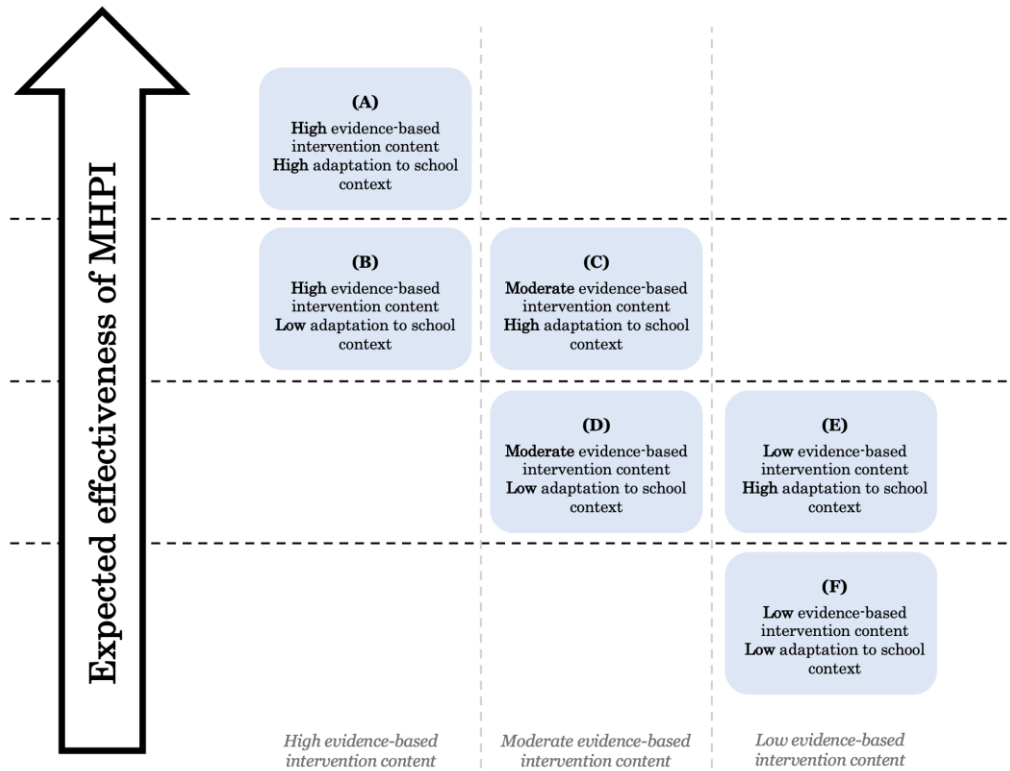 Expected effectiveness of MHPI
(A)
High evidence-based
intervention content
High adaptation to school
context
(B)
High evidence-based
intervention content
Low adaptation to school
context
(C)
Moderate evidence-based
intervention content
High adaptation to school
context
(D)
Moderate evidence-based
intervention content
Low adaptation to school
context
(E)
Low evidence-based
intervention content
High adaptation to school
context
(F)
Low evidence-based
intervention content
Low adaptation to school
context
High evidence-based
intervention content
Moderate evidence-based
intervention content
Low evidence-based
intervention content